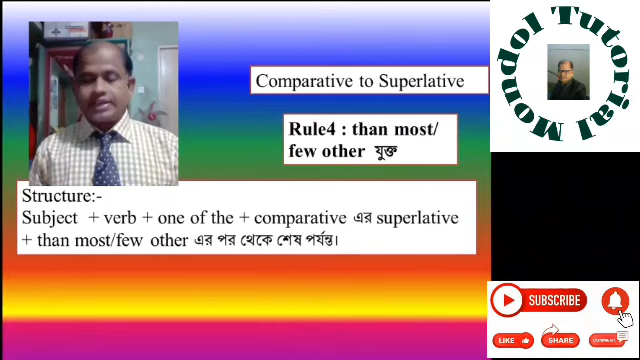 Comparative to Superlative
Rule4 : than most/
few other যুক্ত
Structure:-
Subject + verb + one of the + comparative এর superlative
+ than most/few other এর পর থেকে শেষ পর্যন্ত।
Mondol Tutorial
SUBSCRIBE
LIKE
SHARE
COMMENT